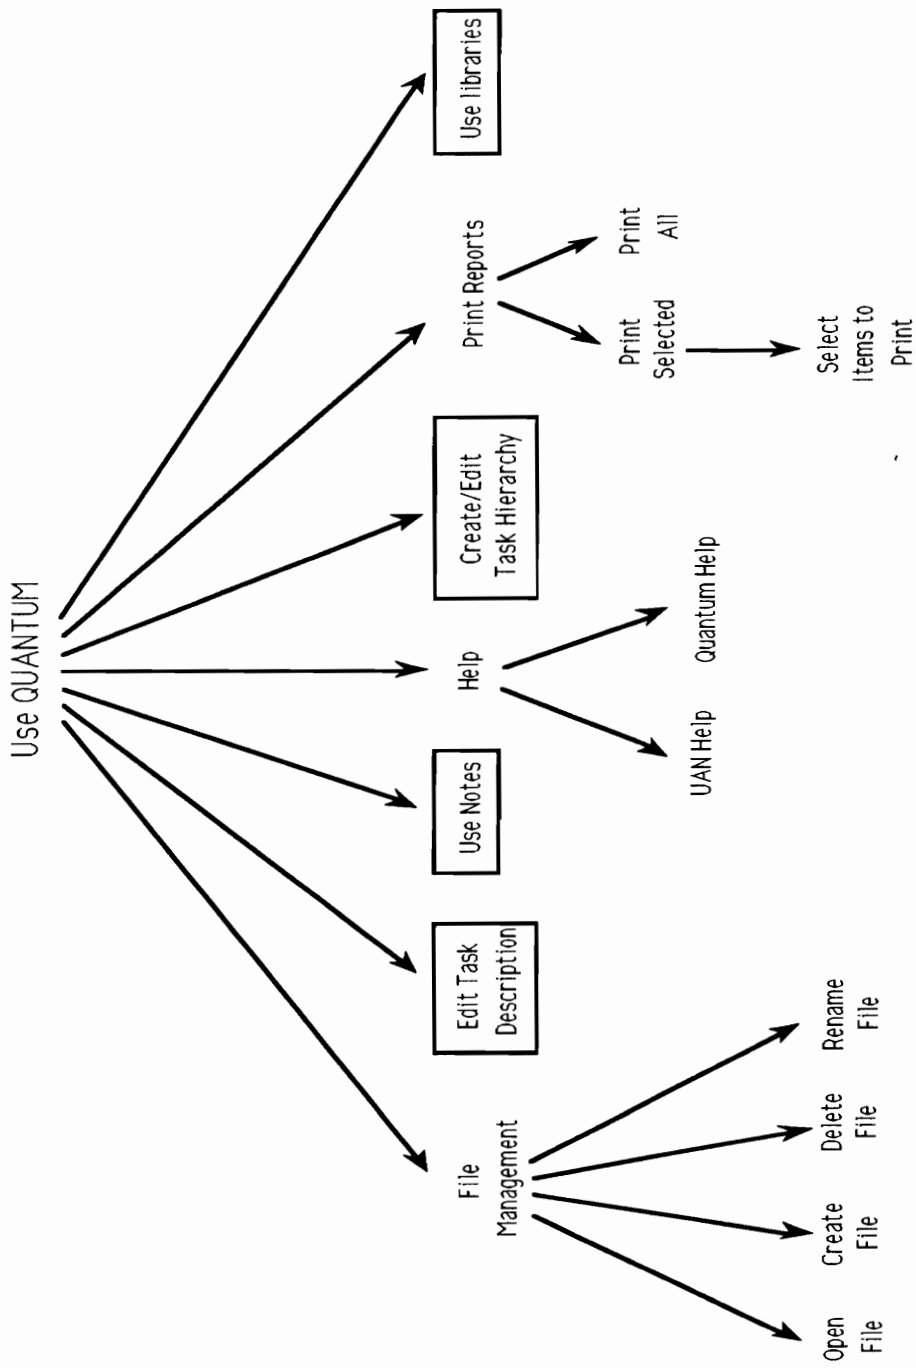 Use QUANTUM
File
Management
Edit Task
Description
Use Notes
Help
Create/Edit
Task Hierarchy
Print Reports
Use libraries
Open
File
Create
File
Delete
File
Rename
File
UAN Help
Quantum Help
Print
Selected
Print
All
Select
Items to
Print